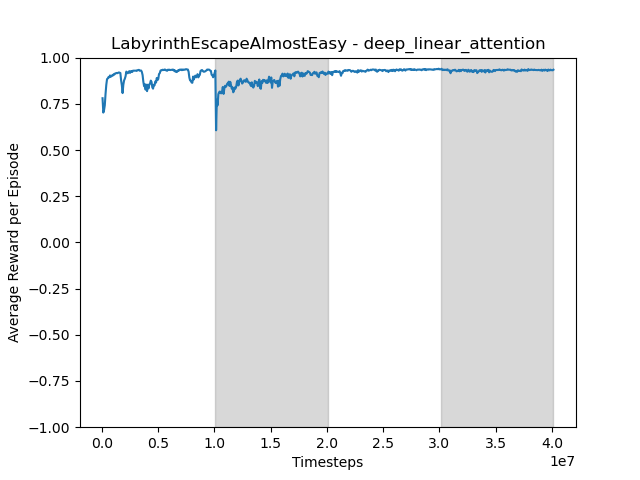 LabyrinthEscapeAlmostEasy - deep_linear_attention
Average Reward per Episode
1.00
0.75
0.50
0.25
0.00
−0.25
−0.50
−0.75
−1.00
0.0 0.5 1.0 1.5 2.0 2.5 3.0 3.5 4.0
1e7
Timesteps